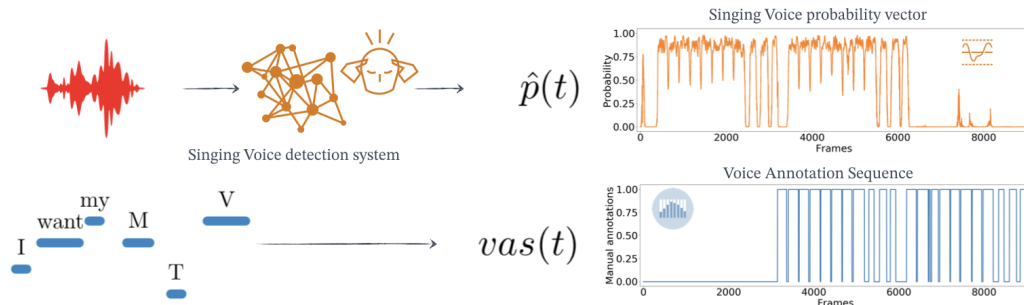 Singing Voice probability vector
p̂(t)
Probability
1.00
0.75
0.50
0.25
0.00
0
2000
4000
6000
8000
Frames
Singing Voice detection system
I
want
my
M
T
V
vas(t)
Voice Annotation Sequence
Manual annotations
1.00
0.75
0.50
0.25
0.00
0
2000
4000
6000
8000
Frames